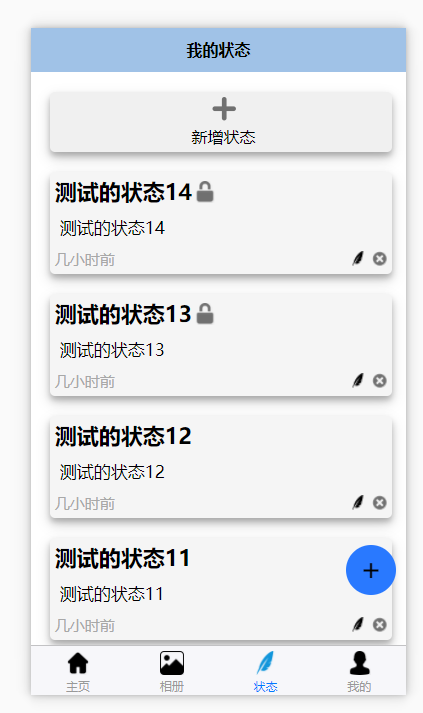 我的状态
新增状态
测试的状态14
测试的状态14
几小时前
测试的状态13
测试的状态13
几小时前
测试的状态12
测试的状态12
几小时前
测试的状态11
测试的状态11
几小时前
主页 相册 状态 我的